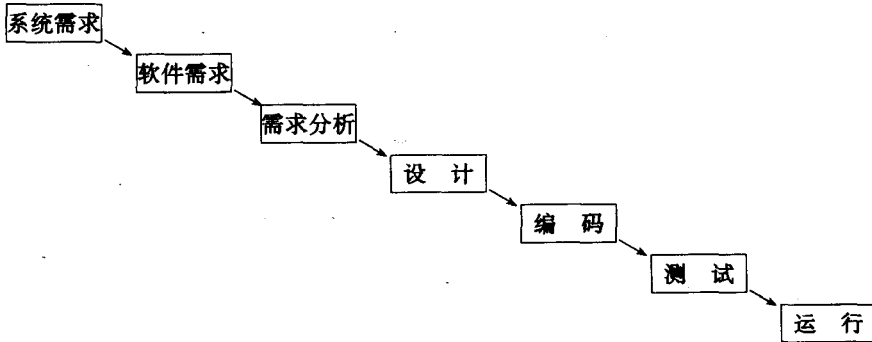 系统需求
软件需求
需求分析
设 计
编 码
测 试
运 行